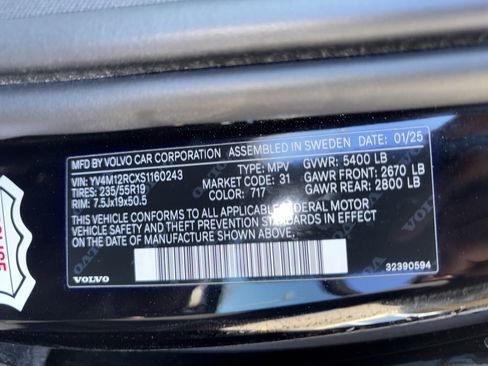 MFD BY VOLVO CAR CORPORATION ASSEMBLED IN SWEDEN DATE: 01/25
VIN: YV4M12RCXS1160243 TYPE: MPV GVWR: 5400 LB
TIRES: 235/55R19 MARKET CODE: 31 GAWR FRONT: 2670 LB
RIM: 7.5Jx19x50.5 COLOR: 717 GAWR REAR: 2800 LB
THIS VEHICLE CONFORMS TO ALL APPLICABLE FEDERAL MOTOR
VEHICLE SAFETY AND THEFT PREVENTION STANDARDS IN EFFECT ON
THE DATE OF MANUFACTURE SHOWN ABOVE.
VOLVO 32390594